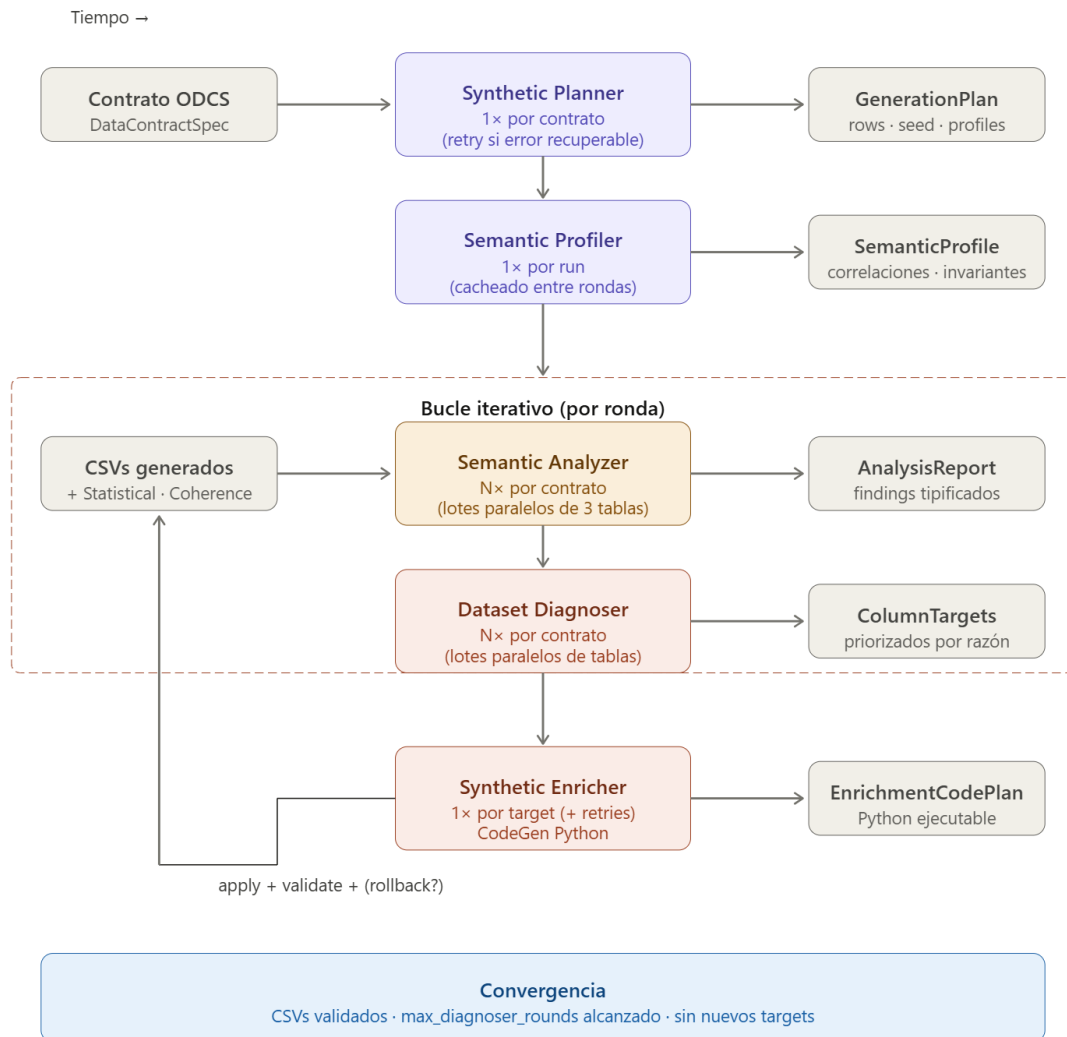 Tiempo →
Contrato ODCS
DataContractSpec
Synthetic Planner
1× por contrato
(retry si error recuperable)
GenerationPlan
rows · seed · profiles
Semantic Profiler
1× por run
(cacheado entre rondas)
SemanticProfile
correlaciones · invariantes
Bucle iterativo (por ronda)
CSVs generados
+ Statistical · Coherence
Semantic Analyzer
N× por contrato
(lotes paralelos de 3 tablas)
AnalysisReport
findings tipificados
Dataset Diagnoser
N× por contrato
(lotes paralelos de tablas)
ColumnTargets
priorizados por razón
Synthetic Enricher
1× por target (+ retries)
CodeGen Python
EnrichmentCodePlan
Python ejecutable
apply + validate + (rollback?)
Convergencia
CSVs validados · max_diagnoser_rounds alcanzado · sin nuevos targets